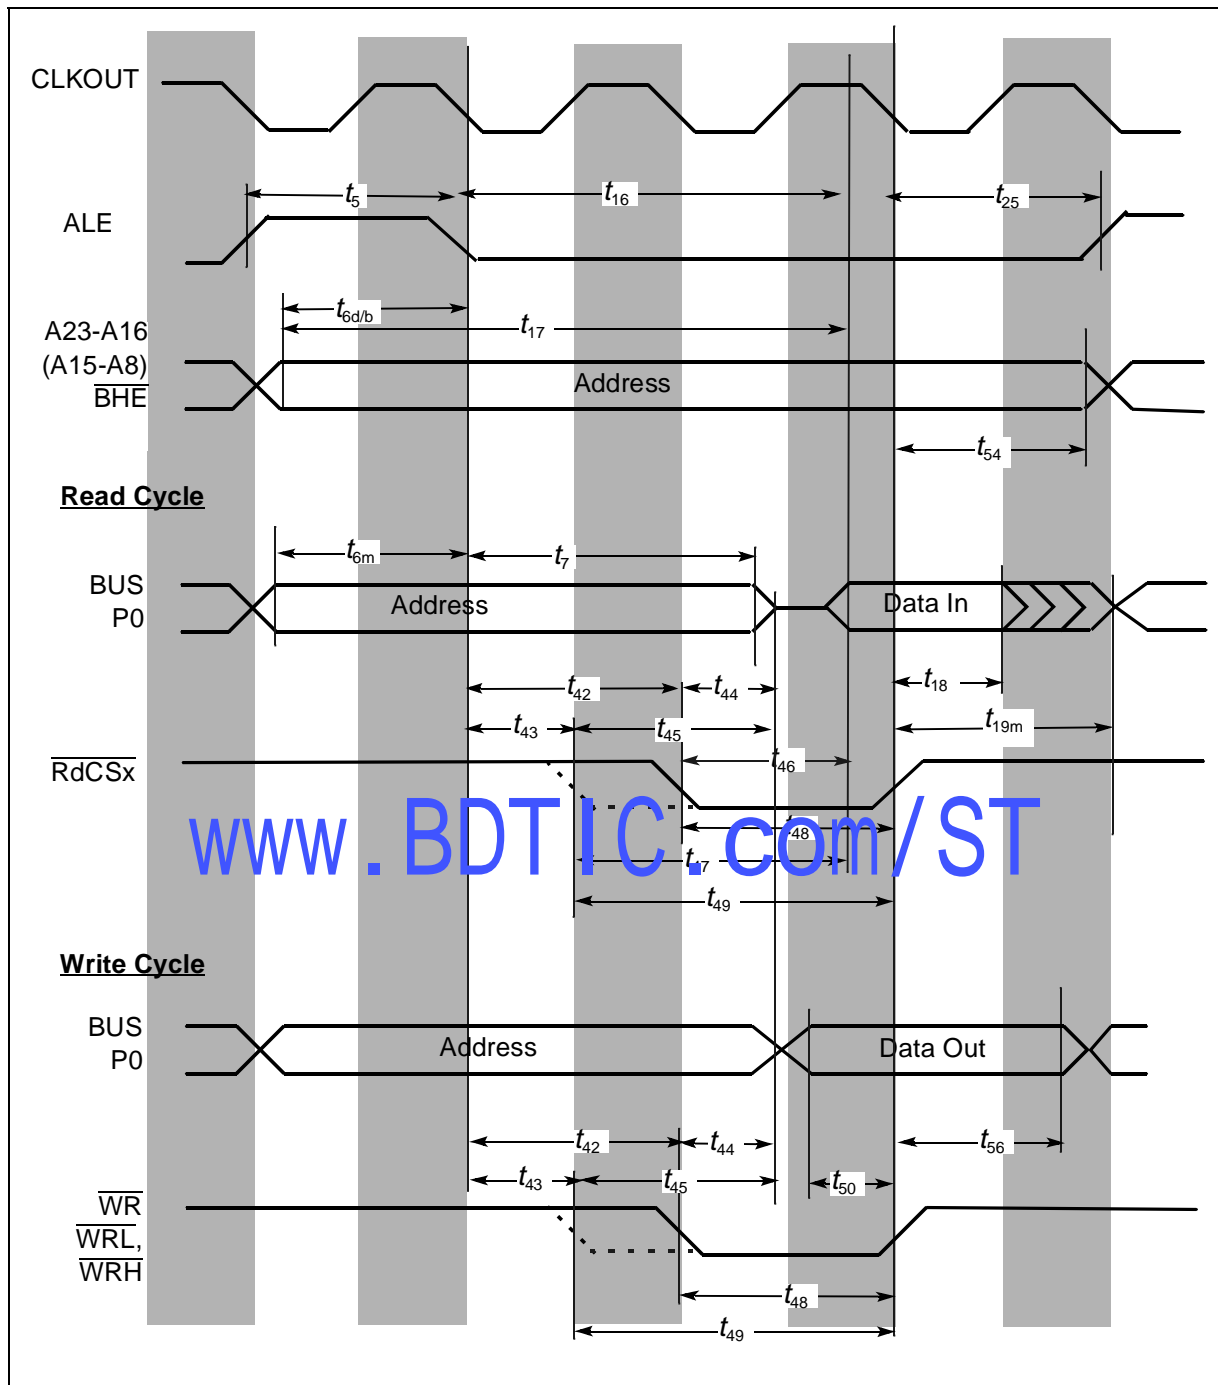 CLKOUT
t5
t16
t25
ALE
t6d/b
t17
A23-A16
(A15-A8)
BHE
Address
t54
Read Cycle
t6m
t7
BUS
P0
Address
Data In
t42
t44
t18
t43
t45
t19m
RdCSx
t46
www.BDTIC.com/ST
t48
t47
t49
Write Cycle
BUS
P0
Address
Data Out
t42
t44
t56
t43
t45
t50
WR
WRL,
WRH
t48
t49